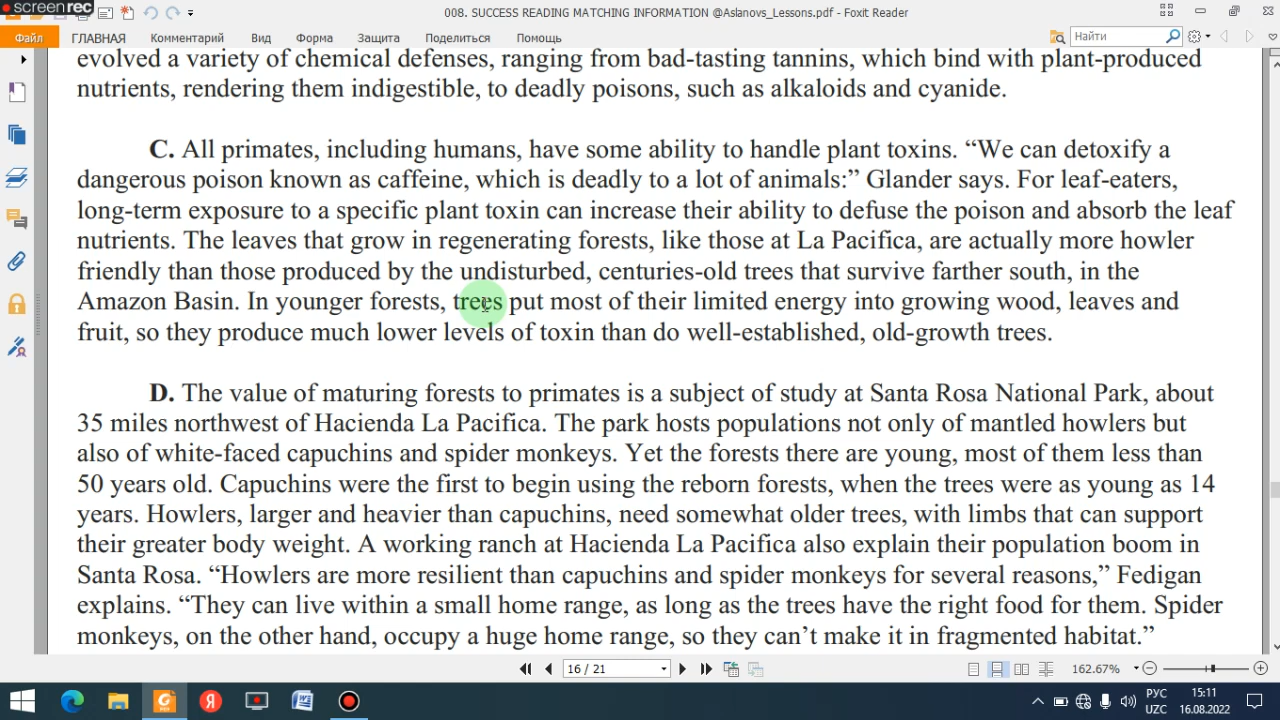 screenrec
008. SUCCESS READING MATCHING INFORMATION @Aslanovs_Lessons.pdf - Foxit Reader
Файл ГЛАВНАЯ Комментарий Вид Форма Защита Поделиться Помощь Найти
evolved a variety of chemical defenses, ranging from bad-tasting tannins, which bind with plant-produced
nutrients, rendering them indigestible, to deadly poisons, such as alkaloids and cyanide.
C. All primates, including humans, have some ability to handle plant toxins. “We can detoxify a
dangerous poison known as caffeine, which is deadly to a lot of animals:” Glander says. For leaf-eaters,
long-term exposure to a specific plant toxin can increase their ability to defuse the poison and absorb the leaf
nutrients. The leaves that grow in regenerating forests, like those at La Pacifica, are actually more howler
friendly than those produced by the undisturbed, centuries-old trees that survive farther south, in the
Amazon Basin. In younger forests, trees put most of their limited energy into growing wood, leaves and
fruit, so they produce much lower levels of toxin than do well-established, old-growth trees.
D. The value of maturing forests to primates is a subject of study at Santa Rosa National Park, about
35 miles northwest of Hacienda La Pacifica. The park hosts populations not only of mantled howlers but
also of white-faced capuchins and spider monkeys. Yet the forests there are young, most of them less than
50 years old. Capuchins were the first to begin using the reborn forests, when the trees were as young as 14
years. Howlers, larger and heavier than capuchins, need somewhat older trees, with limbs that can support
their greater body weight. A working ranch at Hacienda La Pacifica also explain their population boom in
Santa Rosa. “Howlers are more resilient than capuchins and spider monkeys for several reasons,” Fedigan
explains. “They can live within a small home range, as long as the trees have the right food for them. Spider
monkeys, on the other hand, occupy a huge home range, so they can’t make it in fragmented habitat.”
16 / 21 162.67%
РУС 15:11
UZC 16.08.2022